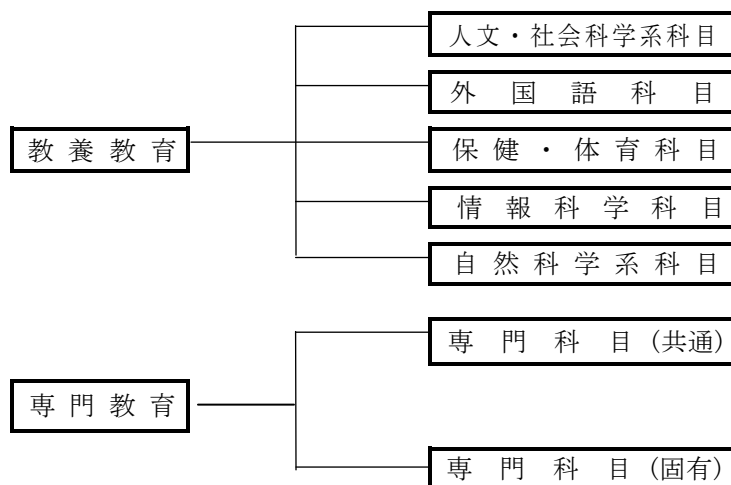 人文・社会科学系科目
外国語科目
教養教育
保健・体育科目
情報科学科目
自然科学系科目
専門科目(共通)
専門教育
専門科目(固有)